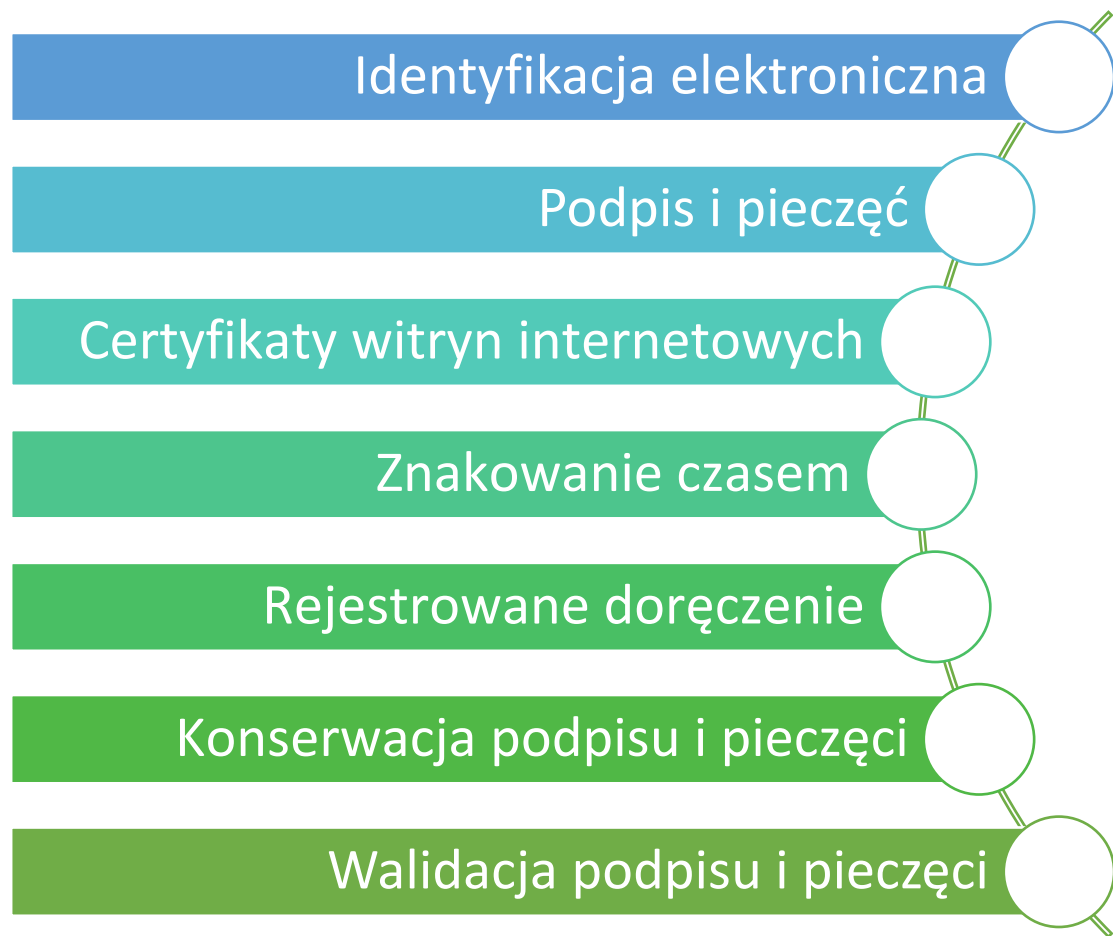 Identyfikacja elektroniczna
Podpis i pieczęć
Certyfikaty witryn internetowych
Znakowanie czasem
Rejestrowane doręczenie
Konserwacja podpisu i pieczęci
Walidacja podpisu i pieczęci